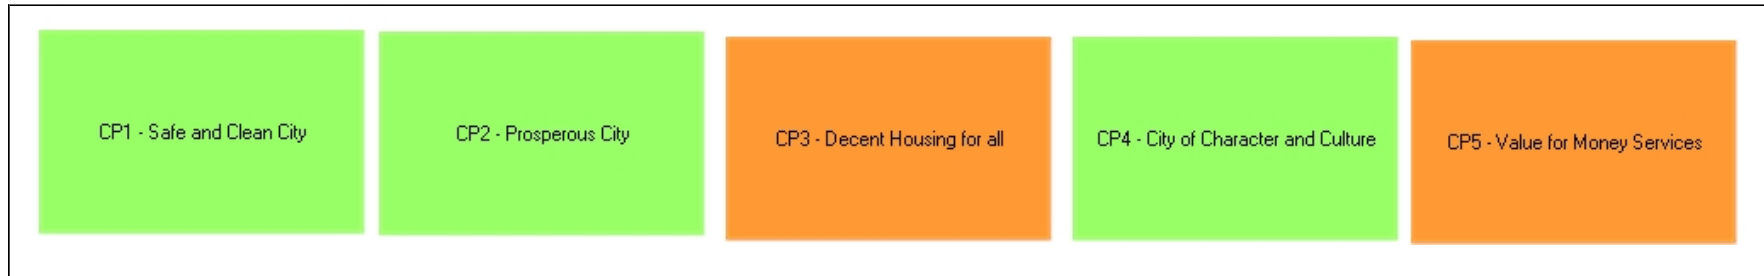 CP1 - Safe and Clean City
CP2 - Prosperous City
CP3 - Decent Housing for all
CP4 - City of Character and Culture
CP5 - Value for Money Services